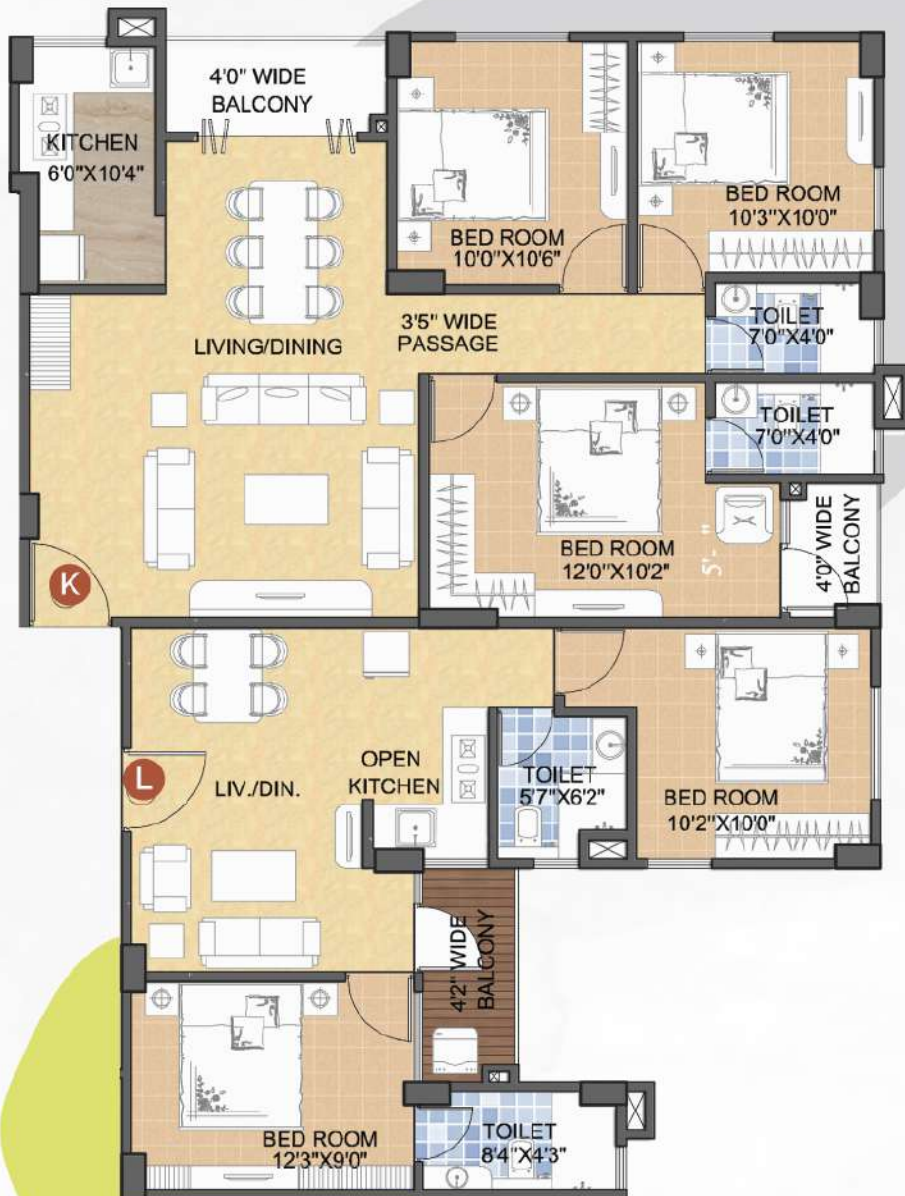 4'0" WIDE
BALCONY
KITCHEN
6'0"X10'4"
BED ROOM
10'0"X10'6"
BED ROOM
10'3"X10'0"
LIVING/DINING
3'5" WIDE
PASSAGE
TOILET
7'0"X4'0"
TOILET
7'0"X4'0"
BED ROOM
12'0"X10'2"
4'0" WIDE
BALCONY
K
L
LIV./DIN.
OPEN
KITCHEN
TOILET
5'7"X6'2"
BED ROOM
10'2"X10'0"
4'2" WIDE
BALCONY
BED ROOM
12'3"X9'0"
TOILET
8'4"X4'3"